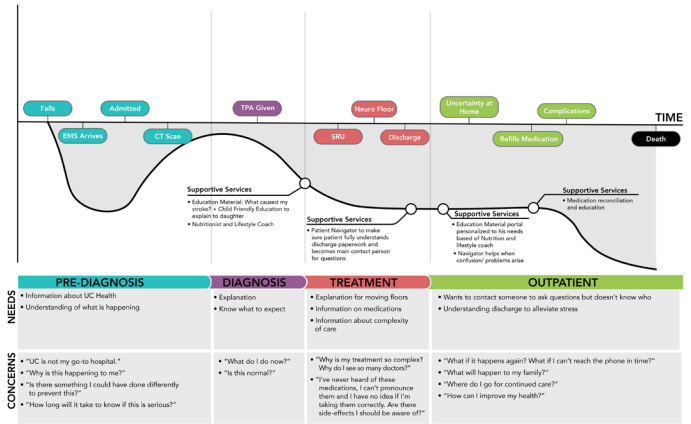 Falls
Admitted
TPA Given
Neuro Floor
Uncertainty at
Home
Complications
TIME
EMS Arrives
CT Scan
SRU
Discharge
Refills Medication
Death
Supportive Services
• Education Material: What caused my
stroke? + Child Friendly Education to
explain to daughter
• Nutritionist and Lifestyle Coach
Supportive Services
• Patient Navigator to make
sure patient fully understands
discharge paperwork and
becomes main contact person
for questions
Supportive Services
• Education Material portal
personalized to his needs
based of Nutrition and
lifestyle coach
• Navigator helps when
confusion/ problems arise
Supportive Services
• Medication reconciliation
and education
PRE-DIAGNOSIS
DIAGNOSIS
TREATMENT
OUTPATIENT
NEEDS
• Information about UC Health
• Understanding of what is happening
• Explanation
• Know what to expect
• Explanation for moving floors
• Information on medications
• Information about complexity
of care
• Wants to contact someone to ask questions but doesn’t know who
• Understanding discharge to alleviate stress
CONCERNS
• “UC is not my go-to hospital.”
• “Why is this happening to me?”
• “Is there something I could have done differently
to prevent this?”
• “How long will it take to know if this is serious?”
• “What do I do now?”
• “Is this normal?”
• “Why is my treatment so complex?
Why do I see so many doctors?”
• “I’ve never heard of these
medications, I can’t pronounce
them and I have no idea if I’m
taking them correctly. Are there
side-effects I should be aware of?”
• “What if it happens again? What if I can’t reach the phone in time?”
• “What will happen to my family?”
• “Where do I go for continued care?”
• “How can I improve my health?”